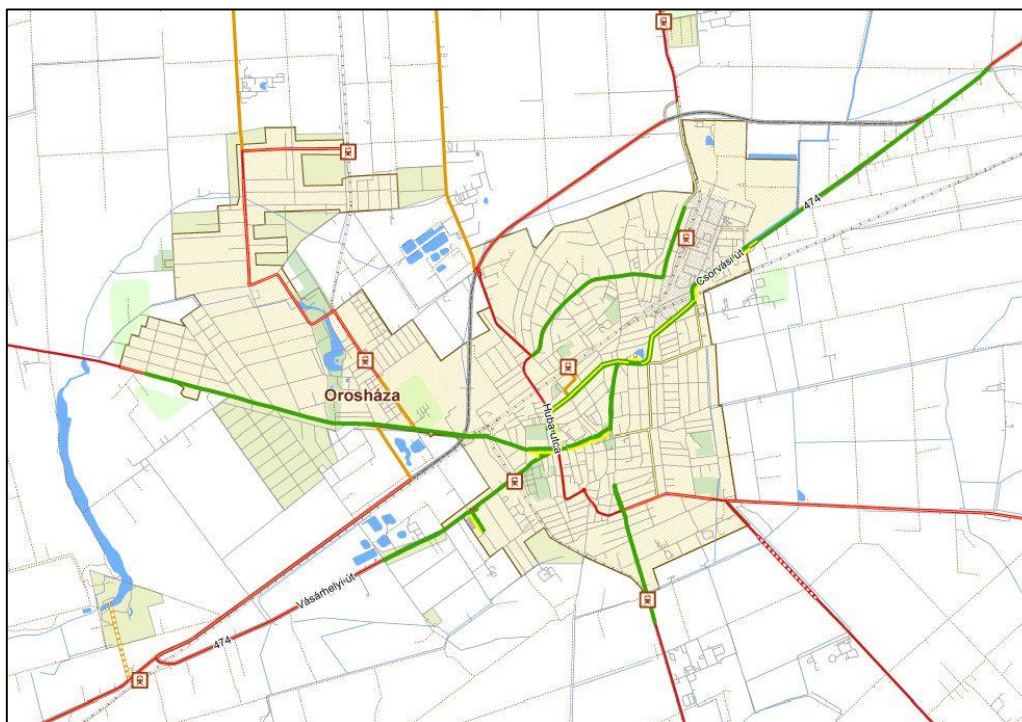 474
Csorvási út
Orosháza
Huba utca
Vásárhelyi út
474